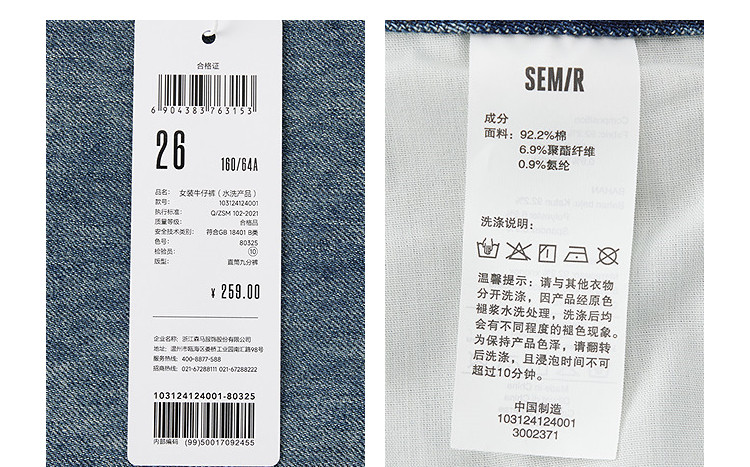 合格证
6 904383 763153
26
160/64A
品名: 女装牛仔裤（水洗产品）
款号: 103124124001
执行标准: Q/ZSM 102-2021
质量等级: 合格品
安全技术类别: 符合GB 18401 B类
色号: 80325
检验员: ⑩
版型: 直筒九分裤
¥ 259.00
企业名称: 浙江森马服饰股份有限公司
地址: 温州市瓯海区娄桥工业园南汇路98号
服务热线: 400-8877-588
招商热线: 021-67288111 021-67288222
103124124001-80325
内部编码 (99)50017092455
SEM/R
成分
面料: 92.2%棉
6.9%聚酯纤维
0.9%氨纶
洗涤说明:
温馨提示: 请与其他衣物
分开洗涤, 因产品经原色
褪浆水洗处理, 洗涤后均
会有不同程度的褪色现象。
为保持产品色泽, 请翻转
后洗涤, 且浸泡时间不可
超过10分钟。
中国制造
103124124001
3002371